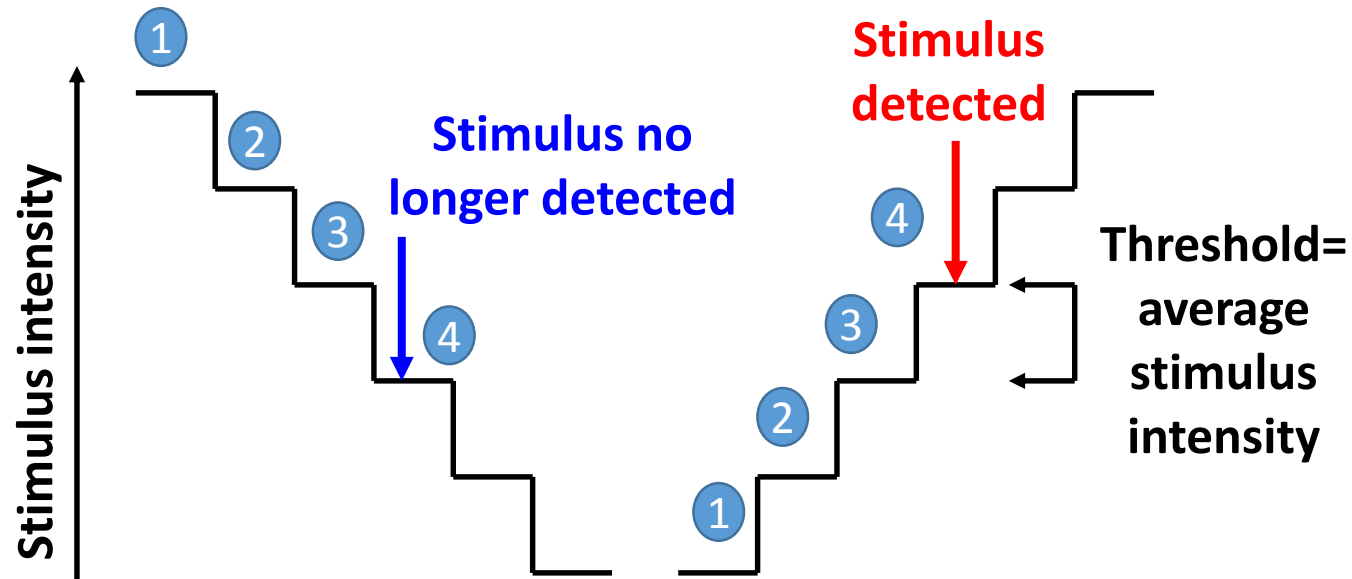 Stimulus intensity
1
2
3
4
Stimulus no
longer detected
1
2
3
4
Stimulus
detected
Threshold=
average
stimulus
intensity